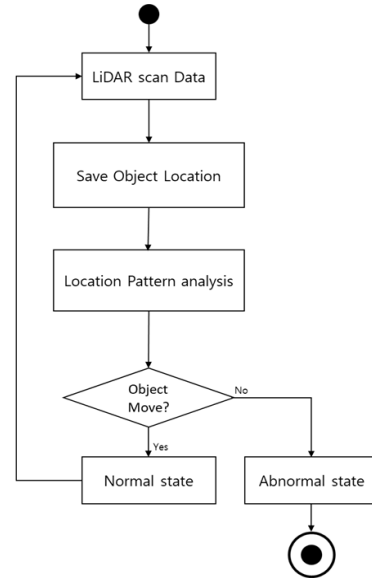 LiDAR scan Data
Save Object Location
Location Pattern analysis
Object
Move?
No
Yes
Normal state
Abnormal state